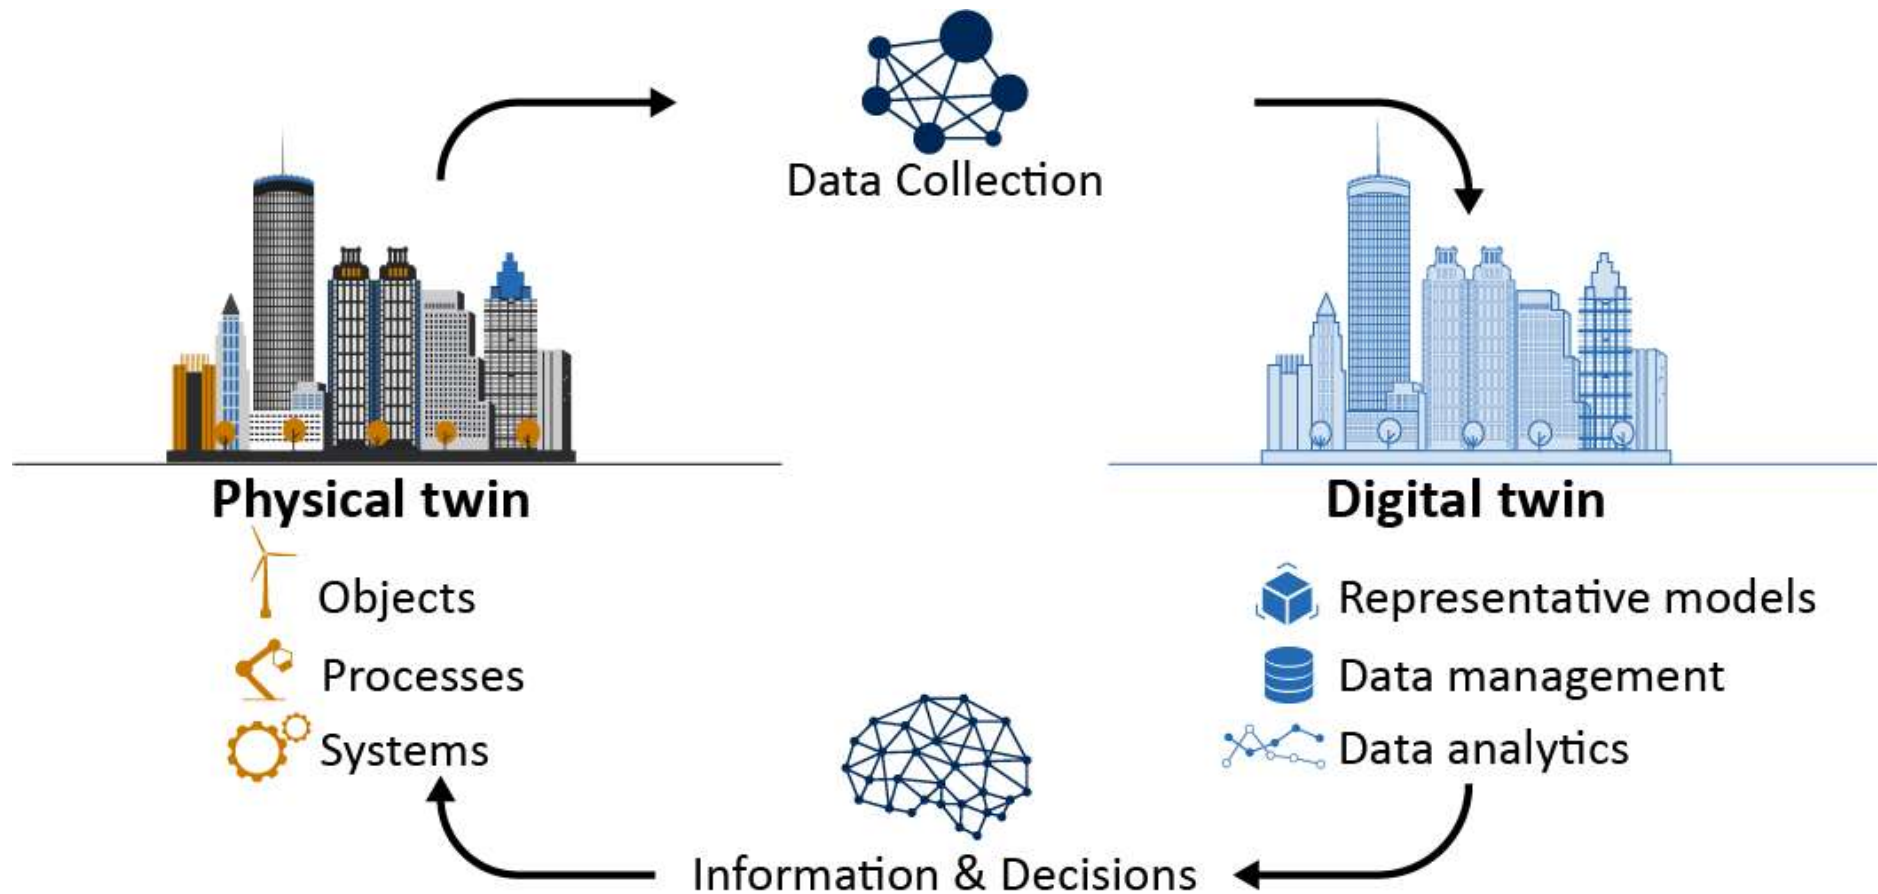 Data Collection
Physical twin
Objects
Processes
Systems
Digital twin
Representative models
Data management
Data analytics
Information & Decisions